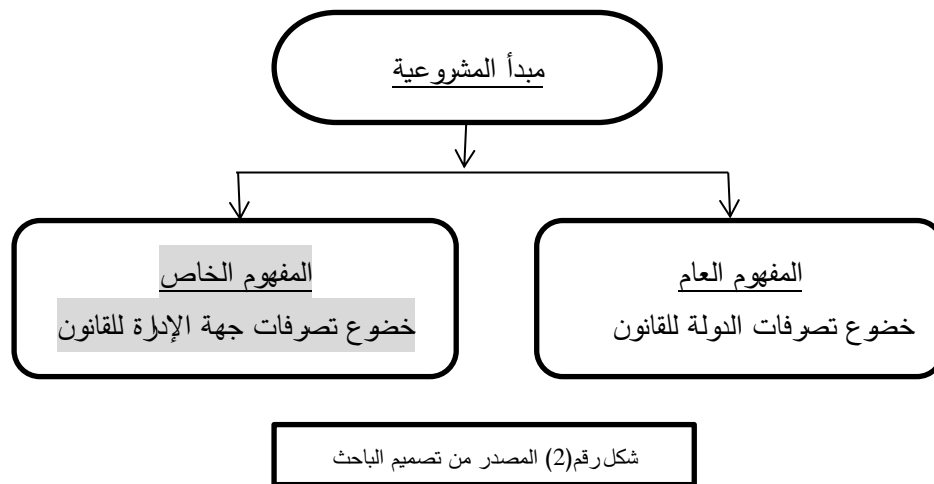 مبدأ المشروعية
المفهوم العام
خضوع تصرفات الدولة للقانون
المفهوم الخاص
خضوع تصرفات جهة الإدارة للقانون
شكل رقم(2) المصدر من تصميم الباحث